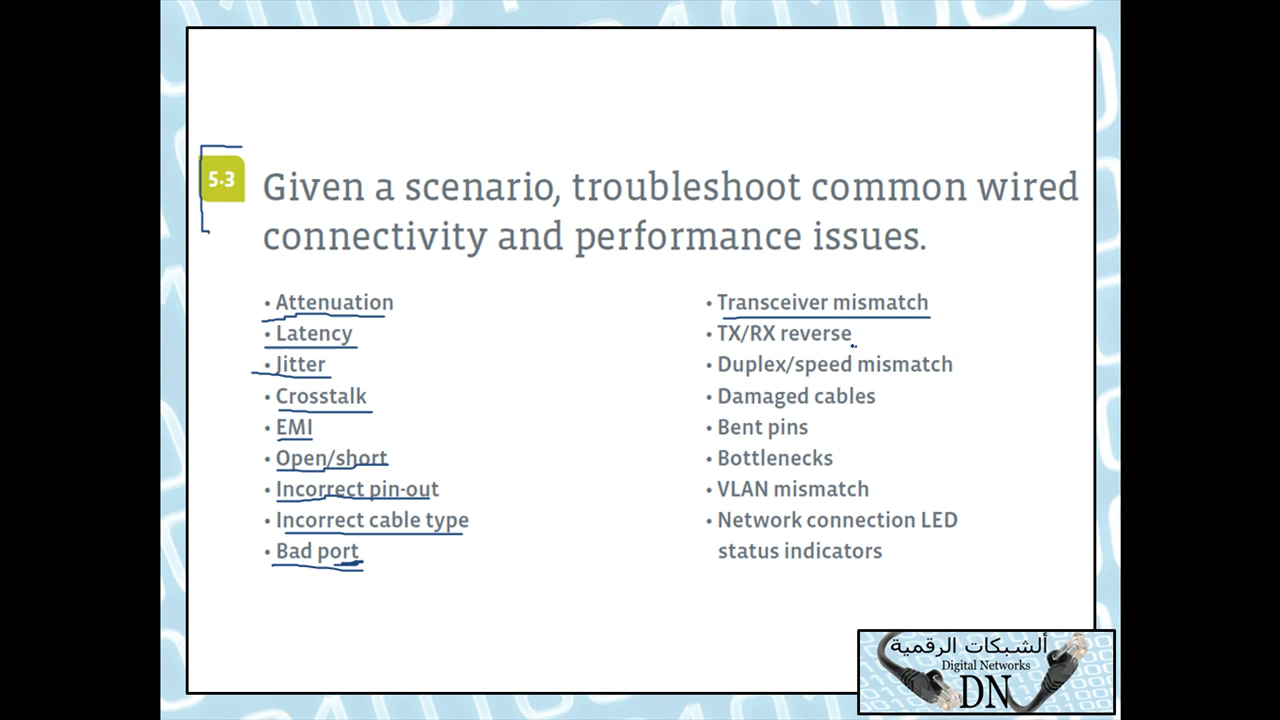 5.3
Given a scenario, troubleshoot common wired
connectivity and performance issues.
• Attenuation
• Latency
• Jitter
• Crosstalk
• EMI
• Open/short
• Incorrect pin-out
• Incorrect cable type
• Bad port
• Transceiver mismatch
• TX/RX reverse
• Duplex/speed mismatch
• Damaged cables
• Bent pins
• Bottlenecks
• VLAN mismatch
• Network connection LED
status indicators
ألشبكات الرقمية
Digital Networks
DN